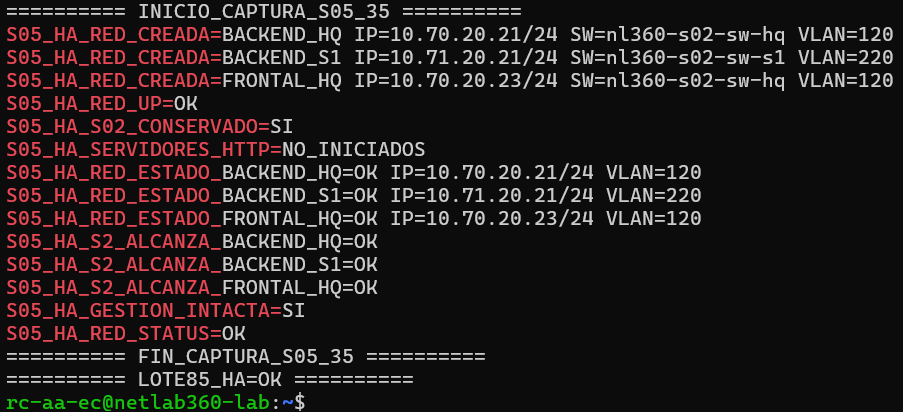 ========== INICIO_CAPTURA_S05_35 ==========
S05_HA_RED_CREADA=BACKEND_HQ IP=10.70.20.21/24 SW=nl360-s02-sw-hq VLAN=120
S05_HA_RED_CREADA=BACKEND_S1 IP=10.71.20.21/24 SW=nl360-s02-sw-s1 VLAN=220
S05_HA_RED_CREADA=FRONTAL_HQ IP=10.70.20.23/24 SW=nl360-s02-sw-hq VLAN=120
S05_HA_RED_UP=OK
S05_HA_S02_CONSERVADO=SI
S05_HA_SERVIDORES_HTTP=NO_INICIADOS
S05_HA_RED_ESTADO_BACKEND_HQ=OK IP=10.70.20.21/24 VLAN=120
S05_HA_RED_ESTADO_BACKEND_S1=OK IP=10.71.20.21/24 VLAN=220
S05_HA_RED_ESTADO_FRONTAL_HQ=OK IP=10.70.20.23/24 VLAN=120
S05_HA_S2_ALCANZA_BACKEND_HQ=OK
S05_HA_S2_ALCANZA_BACKEND_S1=OK
S05_HA_S2_ALCANZA_FRONTAL_HQ=OK
S05_HA_GESTION_INTACTA=SI
S05_HA_RED_STATUS=OK
========== FIN_CAPTURA_S05_35 ==========
========== LOTE85_HA=OK ==========
rc-aa-ec@netlab360-lab:~$